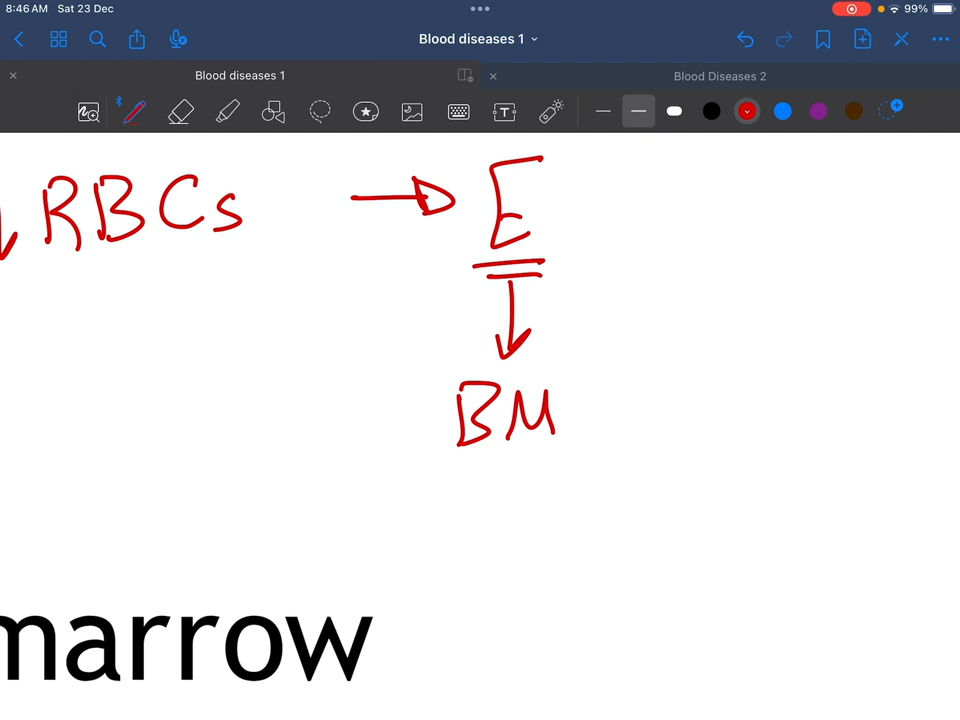 8:46 AM Sat 23 Dec 99%
Blood diseases 1
Blood diseases 1 Blood Diseases 2
T
RBCs E
BM
marrow